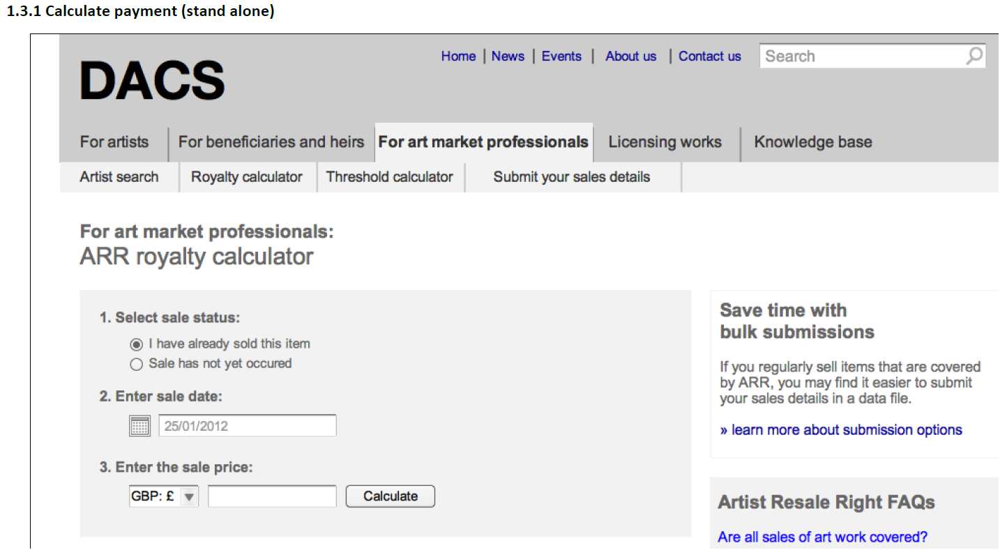 1.3.1 Calculate payment (stand alone)
Home | News | Events | About us | Contact us
Search
DACS
For artists
For beneficiaries and heirs
For art market professionals
Licensing works
Knowledge base
Artist search
Royalty calculator
Threshold calculator
Submit your sales details
For art market professionals:
ARR royalty calculator
1. Select sale status:
I have already sold this item
Sale has not yet occured
2. Enter sale date:
25/01/2012
3. Enter the sale price:
GBP: £
Calculate
Save time with
bulk submissions
If you regularly sell items that are covered
by ARR, you may find it easier to submit
your sales details in a data file.
» learn more about submission options
Artist Resale Right FAQs
Are all sales of art work covered?